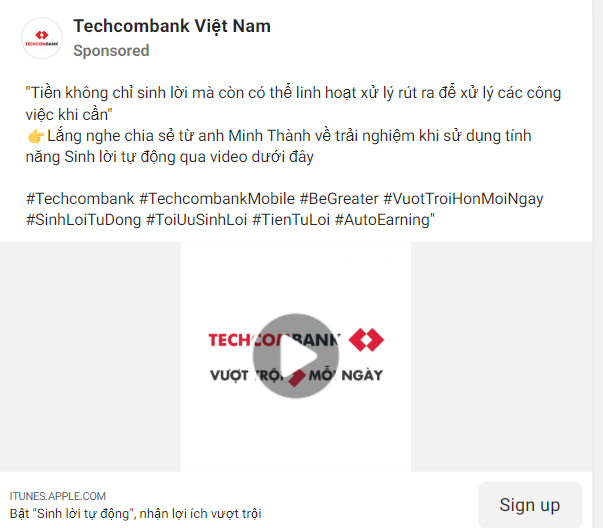 Techcombank Việt Nam
Sponsored
TECHCOMBANK
"Tiền không chỉ sinh lời mà còn có thể linh hoạt xử lý rút ra để xử lý các công
việc khi cần"
👉Lắng nghe chia sẻ từ anh Minh Thành về trải nghiệm khi sử dụng tính
năng Sinh lời tự động qua video dưới đây
#Techcombank #TechcombankMobile #BeGreater #VuotTroiHonMoiNgay
#SinhLoiTuDong #ToiUuSinhLoi #TienTuLoi #AutoEarning"
TECHCOMBANK
VƯỢT TRỘI MỖI NGÀY
ITUNES.APPLE.COM
Bật "Sinh lời tự động", nhận lợi ích vượt trội
Sign up